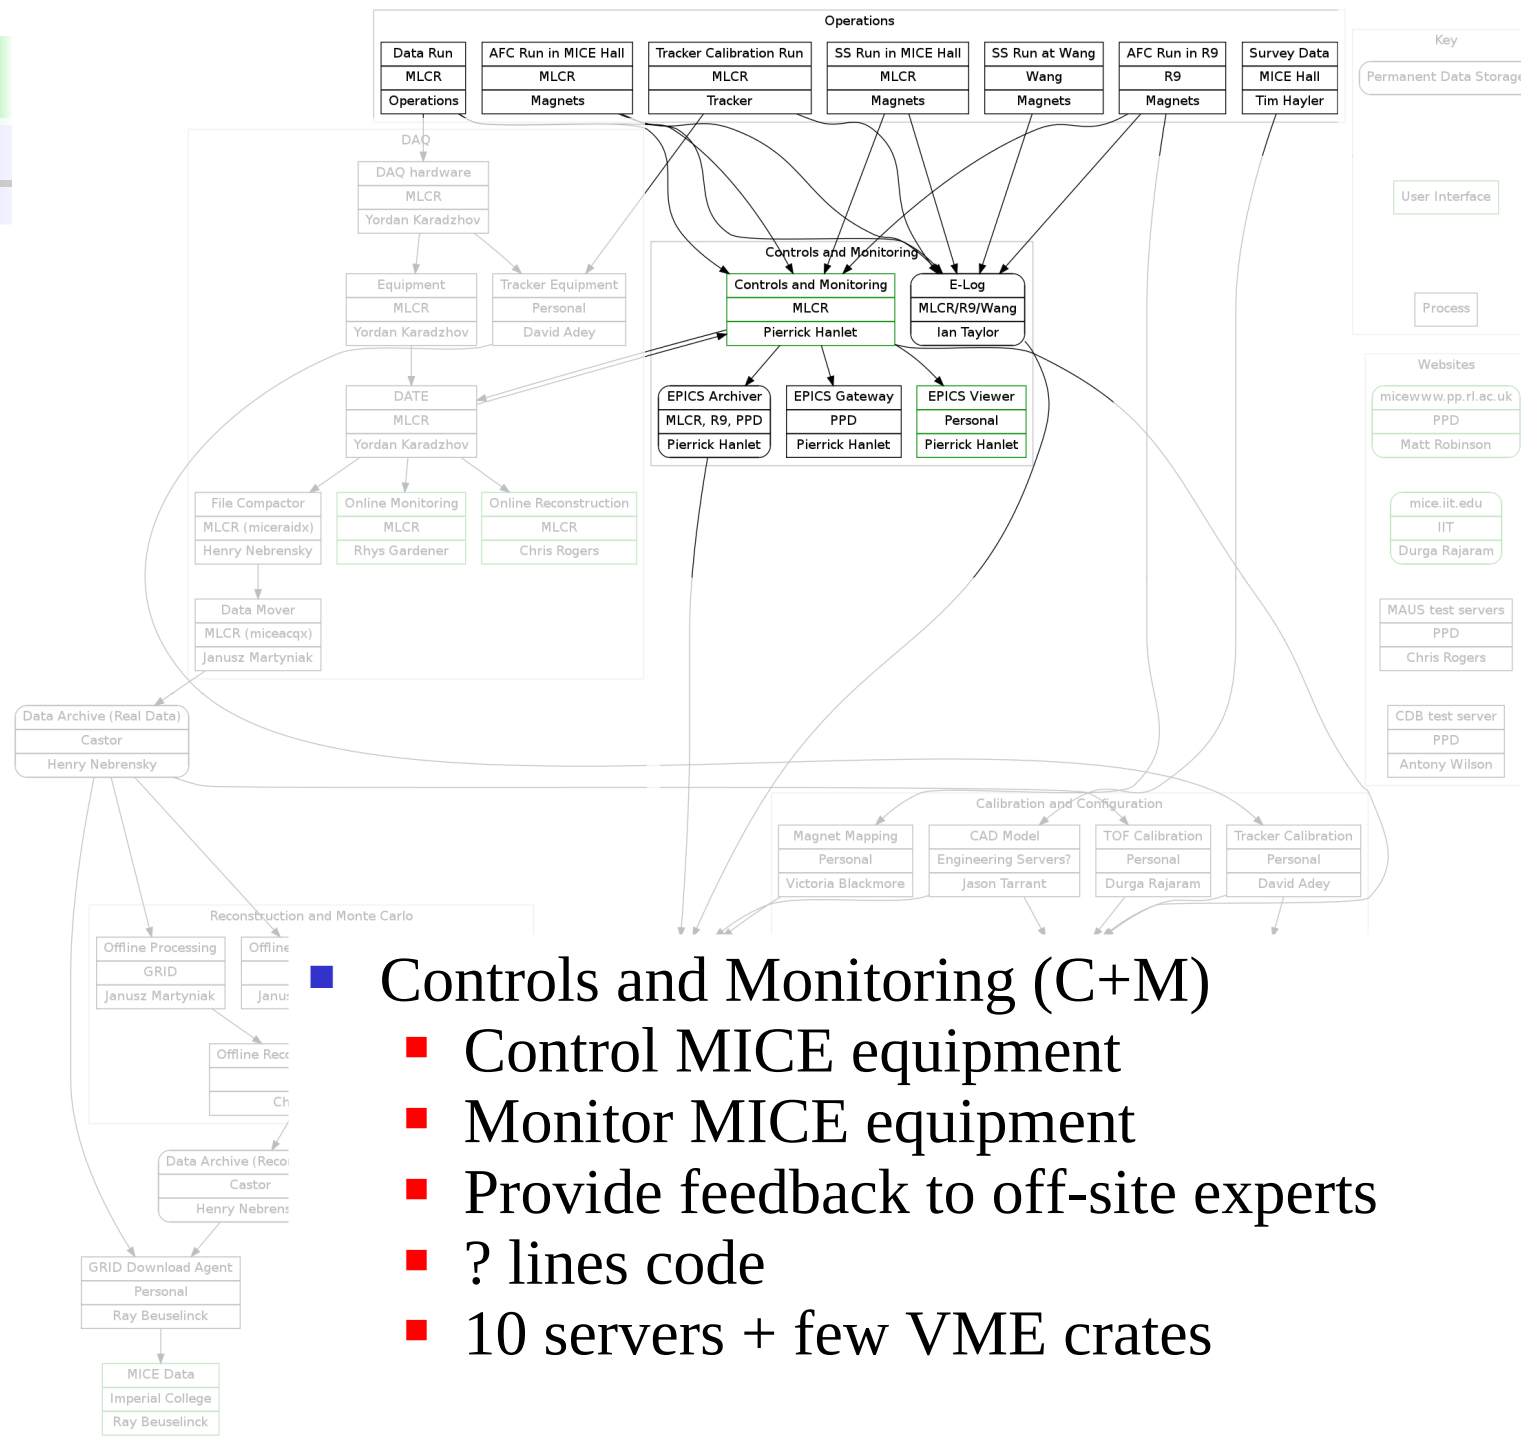 Operations
Data Run
MLCR
Operations
AFC Run in MICE Hall
MLCR
Magnets
Tracker Calibration Run
MLCR
Tracker
SS Run in MICE Hall
MLCR
Magnets
SS Run at Wang
Wang
Magnets
AFC Run in R9
R9
Magnets
Survey Data
MICE Hall
Tim Hayler
Key
Permanent Data Storage
User Interface
Process
DAQ
DAQ hardware
MLCR
Yordan Karadzhov
Equipment
MLCR
Yordan Karadzhov
Tracker Equipment
Personal
David Adey
DATE
MLCR
Yordan Karadzhov
File Compactor
MLCR (miceraidx)
Henry Nebrensky
Online Monitoring
MLCR
Rhys Gardener
Online Reconstruction
MLCR
Chris Rogers
Data Mover
MLCR (miceacqx)
Janusz Martyniak
Controls and Monitoring
Controls and Monitoring
MLCR
Pierrick Hanlet
E-Log
MLCR/R9/Wang
Ian Taylor
EPICS Archiver
MLCR, R9, PPD
Pierrick Hanlet
EPICS Gateway
PPD
Pierrick Hanlet
EPICS Viewer
Personal
Pierrick Hanlet
Websites
micewww.pp.rl.ac.uk
PPD
Matt Robinson
mice.iit.edu
IIT
Durga Rajaram
MAUS test servers
PPD
Chris Rogers
CDB test server
PPD
Antony Wilson
Data Archive (Real Data)
Castor
Henry Nebrensky
Calibration and Configuration
Magnet Mapping
Personal
Victoria Blackmore
CAD Model
Engineering Servers?
Jason Tarrant
TOF Calibration
Personal
Durga Rajaram
Tracker Calibration
Personal
David Adey
Reconstruction and Monte Carlo
Offline Processing
GRID
Janusz Martyniak
Offline
Janus
Offline Reco
Ch
Data Archive (Recon
Castor
Henry Nebrens
GRID Download Agent
Personal
Ray Beuselinck
MICE Data
Imperial College
Ray Beuselinck
Controls and Monitoring (C+M)
Control MICE equipment
Monitor MICE equipment
Provide feedback to off-site experts
? lines code
10 servers + few VME crates